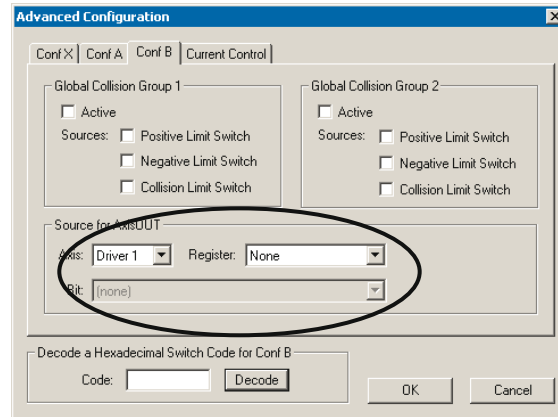 Advanced Configuration
Conf X Conf A Conf B Current Control
Global Collision Group 1
Active
Sources: Positive Limit Switch
Negative Limit Switch
Collision Limit Switch
Global Collision Group 2
Active
Sources: Positive Limit Switch
Negative Limit Switch
Collision Limit Switch
Source for AxisOUT
Axis: Driver 1 Register: None
Bit: (none)
Decode a Hexadecimal Switch Code for Conf B
Code: Decode
OK Cancel